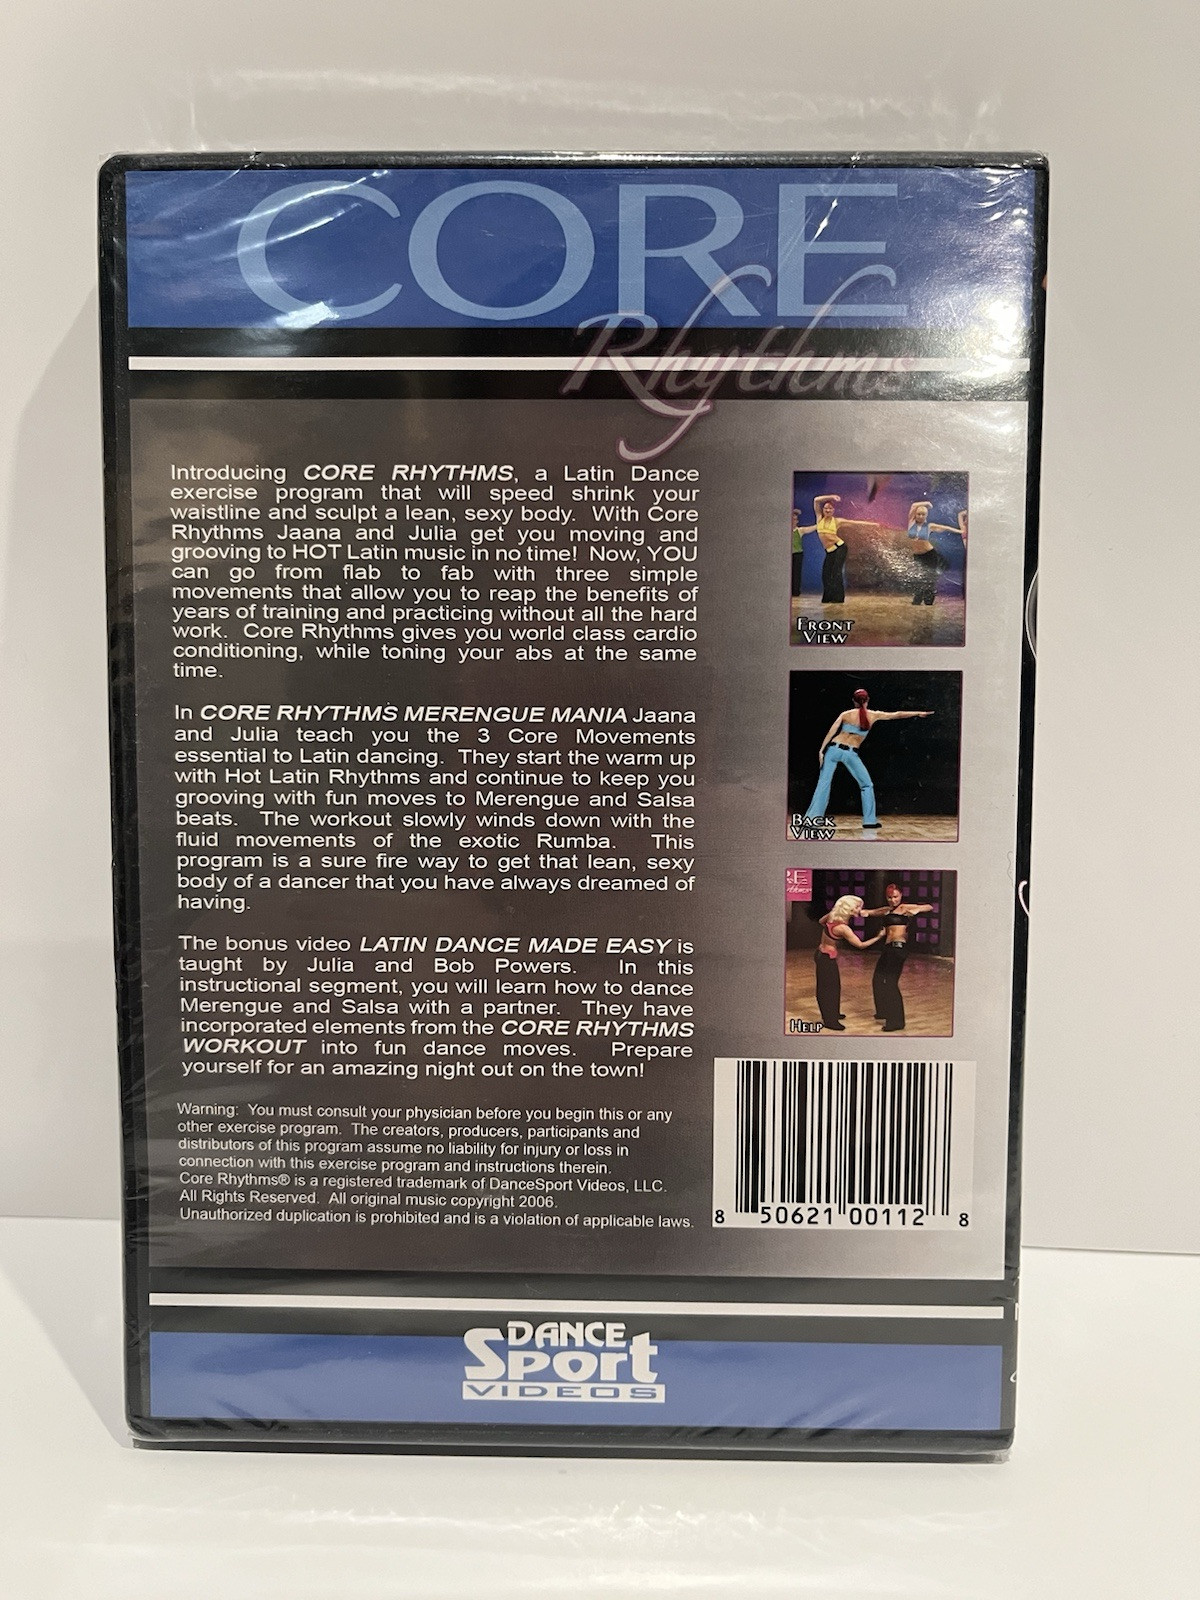 CORE
Rhythms
Introducing CORE RHYTHMS, a Latin Dance
exercise program that will speed shrink your
waistline and sculpt a lean, sexy body. With Core
Rhythms Jaana and Julia get you moving and
grooving to HOT Latin music in no time! Now, YOU
can go from flab to fab with three simple
movements that allow you to reap the benefits of
years of training and practicing without all the hard
work. Core Rhythms gives you world class cardio
conditioning, while toning your abs at the same
time.
In CORE RHYTHMS MERENGUE MANIA Jaana
and Julia teach you the 3 Core Movements
essential to Latin dancing. They start the warm up
with Hot Latin Rhythms and continue to keep you
grooving with fun moves to Merengue and Salsa
beats. The workout slowly winds down with the
fluid movements of the exotic Rumba. This
program is a sure fire way to get that lean, sexy
body of a dancer that you have always dreamed of
having.
The bonus video LATIN DANCE MADE EASY is
taught by Julia and Bob Powers. In this
instructional segment, you will learn how to dance
Merengue and Salsa with a partner. They have
incorporated elements from the CORE RHYTHMS
WORKOUT into fun dance moves. Prepare
yourself for an amazing night out on the town!
Warning: You must consult your physician before you begin this or any
other exercise program. The creators, producers, participants and
distributors of this program assume no liability for injury or loss in
connection with this exercise program and instructions therein.
Core Rhythms® is a registered trademark of DanceSport Videos, LLC.
All Rights Reserved. All original music copyright 2006.
Unauthorized duplication is prohibited and is a violation of applicable laws.
FRONT
VIEW
BACK
VIEW
HELP
8 50621 00112 8
DANCE
Sport
VIDEOS